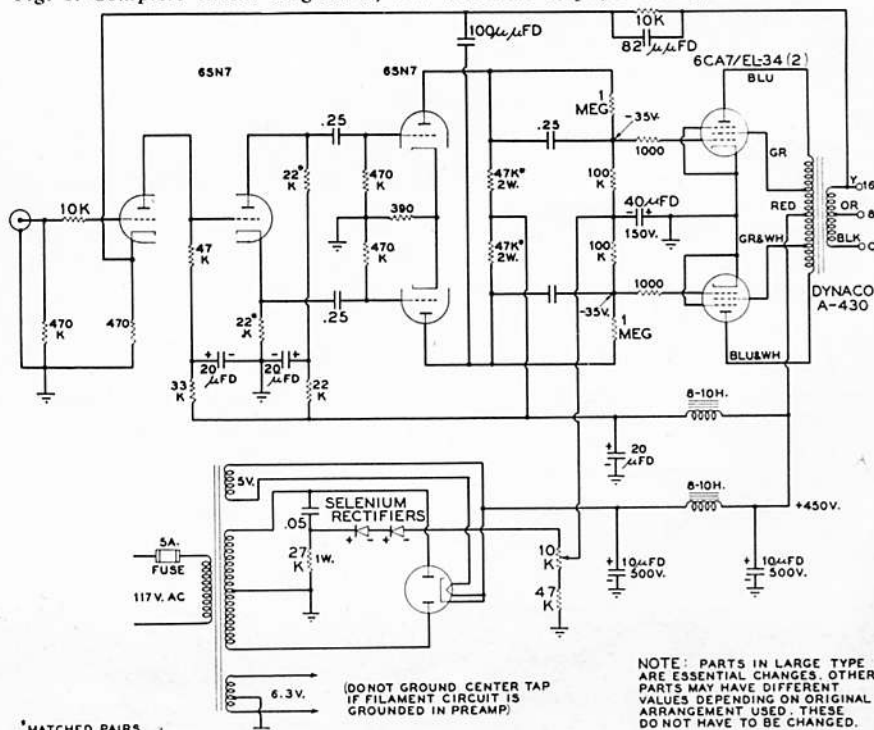 10K
100µµFD
82 µµFD
6SN7
6SN7
6CA7/EL-34 (2)
BLU
1 MEG
-35V.
.25
.25
1000
GR
22* K
470 K
47K* 2W.
100 K
Y
16
10K
390
40µFD
150V.
RED
OR
8
47 K
470 K
47K* 2W.
100 K
GR&WH
BLK
0
1000
DYNACO
A-430
.25
-35V.
470 K
470
22* K
1 MEG
BLU&WH
+ -
20 µFD
- +
20 µFD
33 K
22 K
8-10H.
+
-
20 µFD
5V.
SELENIUM
RECTIFIERS
8-10H.
+450V.
.05
+ - + -
5A.
FUSE
27 K
1W.
10 K
+
-
10µFD
500V.
+
-
10µFD
500V.
117V. AC
47 K
6.3V.
(DO NOT GROUND CENTER TAP
IF FILAMENT CIRCUIT IS
GROUNDED IN PREAMP)
NOTE: PARTS IN LARGE TYPE
ARE ESSENTIAL CHANGES. OTHER
PARTS MAY HAVE DIFFERENT
VALUES DEPENDING ON ORIGINAL
ARRANGEMENT USED. THESE
DO NOT HAVE TO BE CHANGED.
*MATCHED PAIRS